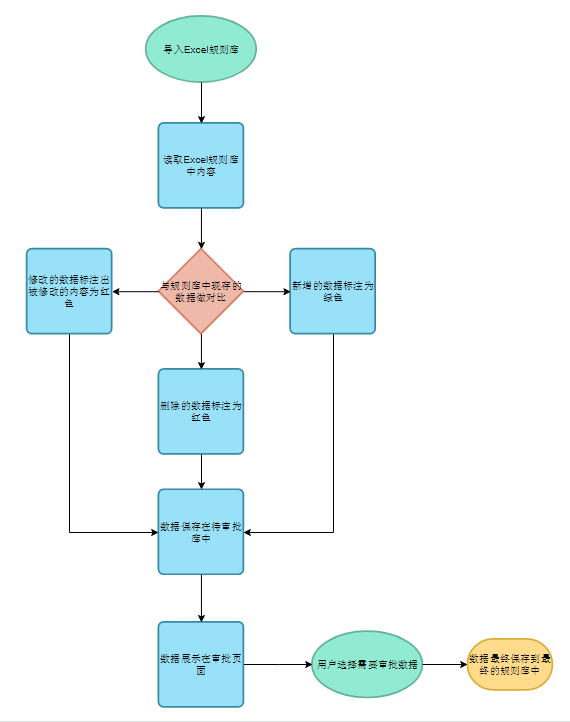 导入Excel规则库
读取Excel规则库
中内容
修改的数据标注出
被修改的内容为红
色
与规则库中现存的
数据做对比
新增的数据标注为
绿色
删除的数据标注为
红色
数据保存在待审批
库中
数据展示在审批页
面
用户选择需要审批数据
数据最终保存到最
终的规则库中